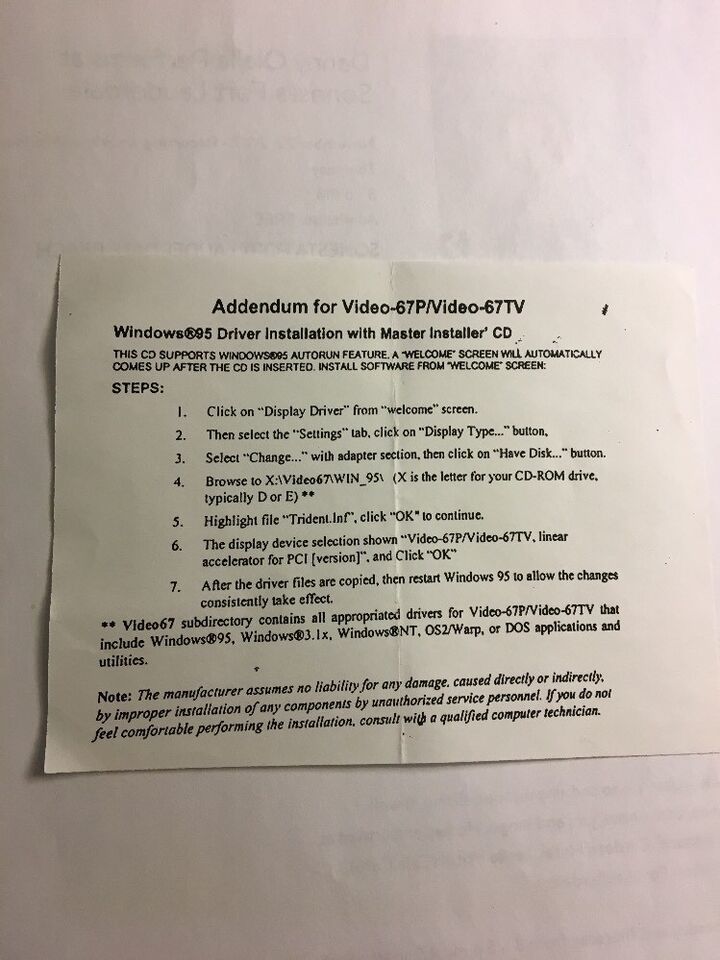 Addendum for Video-67P/Video-67TV
Windows®95 Driver Installation with Master Installer' CD
THIS CD SUPPORTS WINDOWS®95 AUTORUN FEATURE. A "WELCOME" SCREEN WILL AUTOMATICALLY
COMES UP AFTER THE CD IS INSERTED. INSTALL SOFTWARE FROM "WELCOME" SCREEN:
STEPS:
1. Click on "Display Driver" from "welcome" screen.
2. Then select the "Settings" tab, click on "Display Type..." button,
3. Select "Change..." with adapter section, then click on "Have Disk..." button.
4. Browse to X:\Video67\WIN_95\ (X is the letter for your CD-ROM drive,
typically D or E) **
5. Highlight file "Trident.Inf", click "OK" to continue.
6. The display device selection shown "Video-67P/Video-67TV, linear
accelerator for PCI [version]", and Click "OK"
7. After the driver files are copied, then restart Windows 95 to allow the changes
consistently take effect.
** Video67 subdirectory contains all appropriated drivers for Video-67P/Video-67TV that
include Windows®95, Windows®3.1x, Windows®NT, OS2/Warp, or DOS applications and
utilities.
Note: The manufacturer assumes no liability for any damage, caused directly or indirectly,
by improper installation of any components by unauthorized service personnel. If you do not
feel comfortable performing the installation, consult with a qualified computer technician.